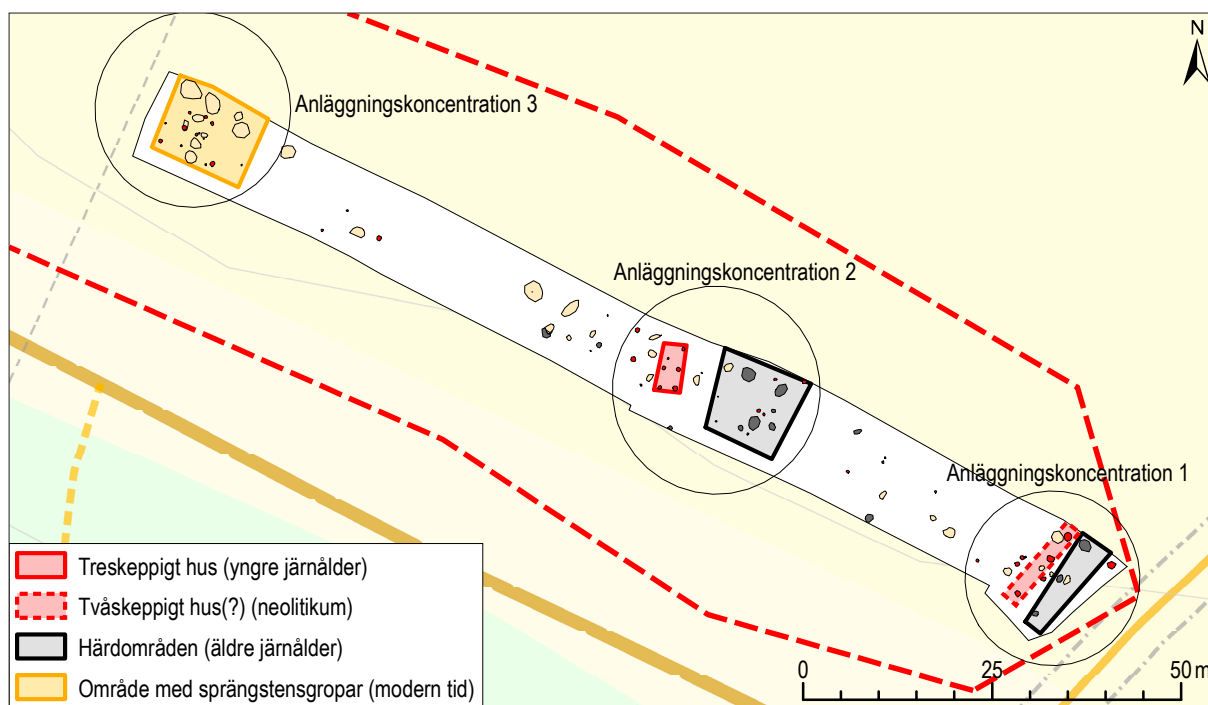 N
Anläggningskoncentration 3
Anläggningskoncentration 2
Anläggningskoncentration 1
Treskeppigt hus (yngre järnålder)
Tvåskeppigt hus(?) (neolitikum)
Härdområden (äldre järnålder)
Område med sprängstensgropar (modern tid)
0 25 50 m